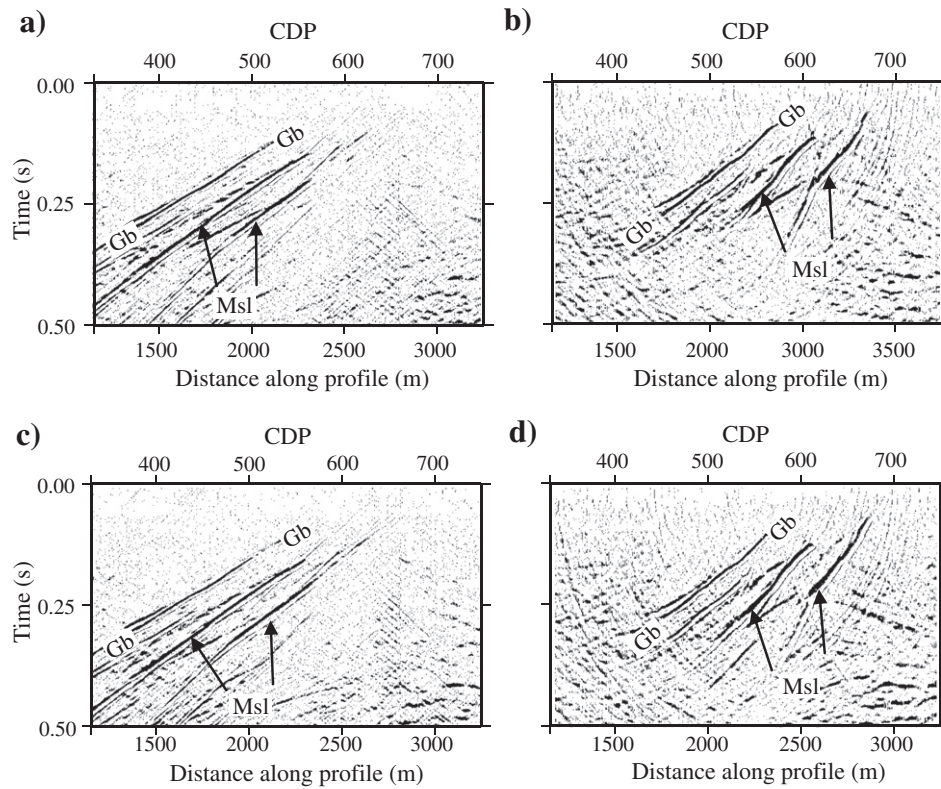 a)
CDP
400 500 600 700
0.00
0.25
0.50
Time (s)
Gb
Gb
Msl
1500 2000 2500 3000
Distance along profile (m)
b)
CDP
400 500 600 700
Gb
Gb
Msl
1500 2000 3000 3500
Distance along profile (m)
c)
CDP
400 500 600 700
0.00
0.25
0.50
Time (s)
Gb
Gb
Msl
1500 2000 2500 3000
Distance along profile (m)
d)
CDP
400 500 600 700
Gb
Gb
Msl
1500 2000 2500 3000
Distance along profile (m)